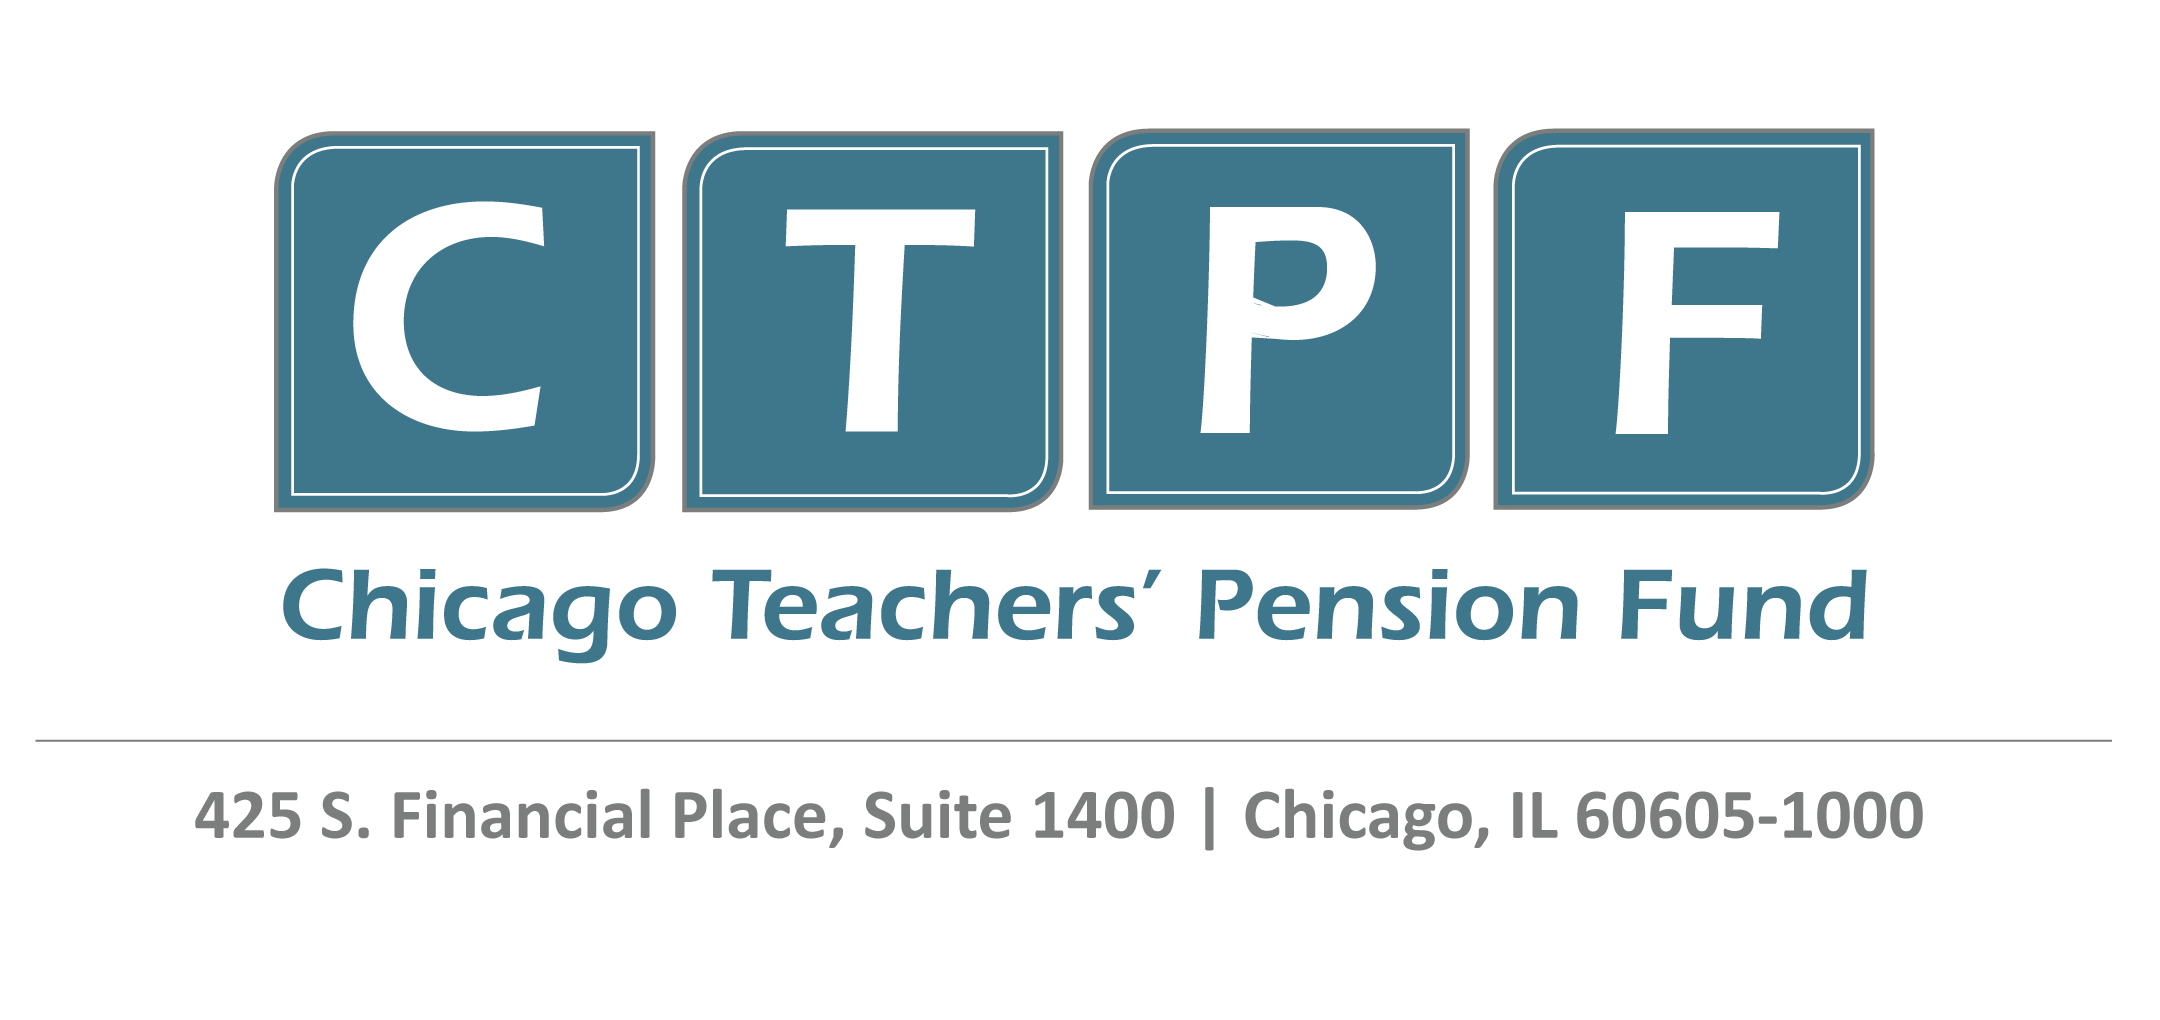 CTPF
Chicago Teachers’ Pension Fund
425 S. Financial Place, Suite 1400 | Chicago, IL 60605-1000